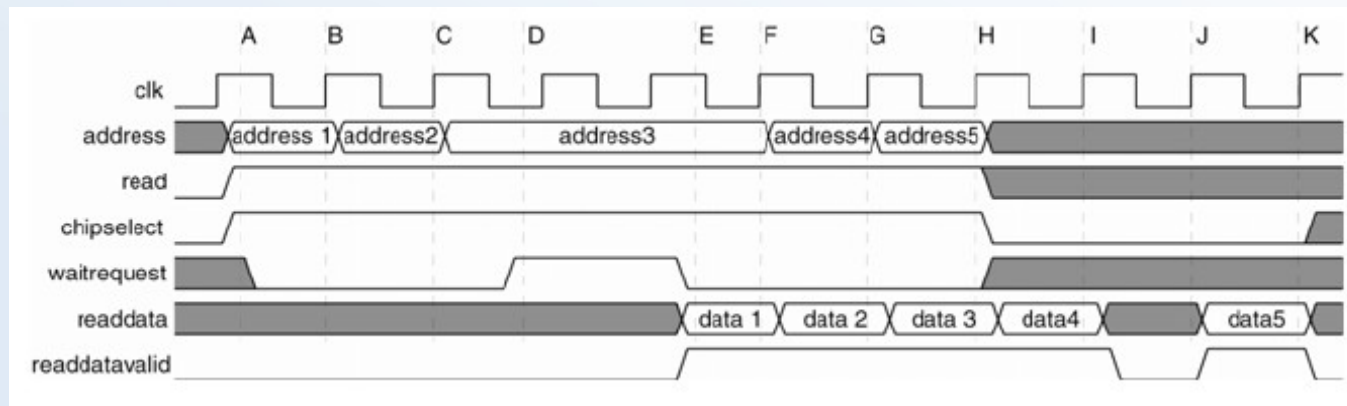 A B C D E F G H I J K
clk
address address 1 address2 address3 address4 address5
read
chipselect
waitrequest
readdata data 1 data 2 data 3 data4 data5
readdatavalid